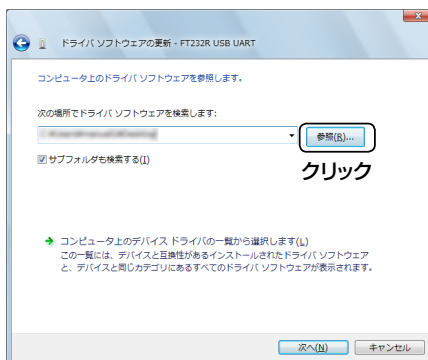 ドライバ ソフトウェアの更新 - FT232R USB UART
コンピュータ上のドライバ ソフトウェアを参照します。
次の場所でドライバ ソフトウェアを検索します:
参照(R)...
サブフォルダも検索する(I)
クリック
コンピュータ上のデバイス ドライバの一覧から選択します(L)
この一覧には、デバイスと互換性があるインストールされたドライバ ソフトウェア
と、デバイスと同じカテゴリにあるすべてのドライバ ソフトウェアが表示されます。
次へ(N)
キャンセル